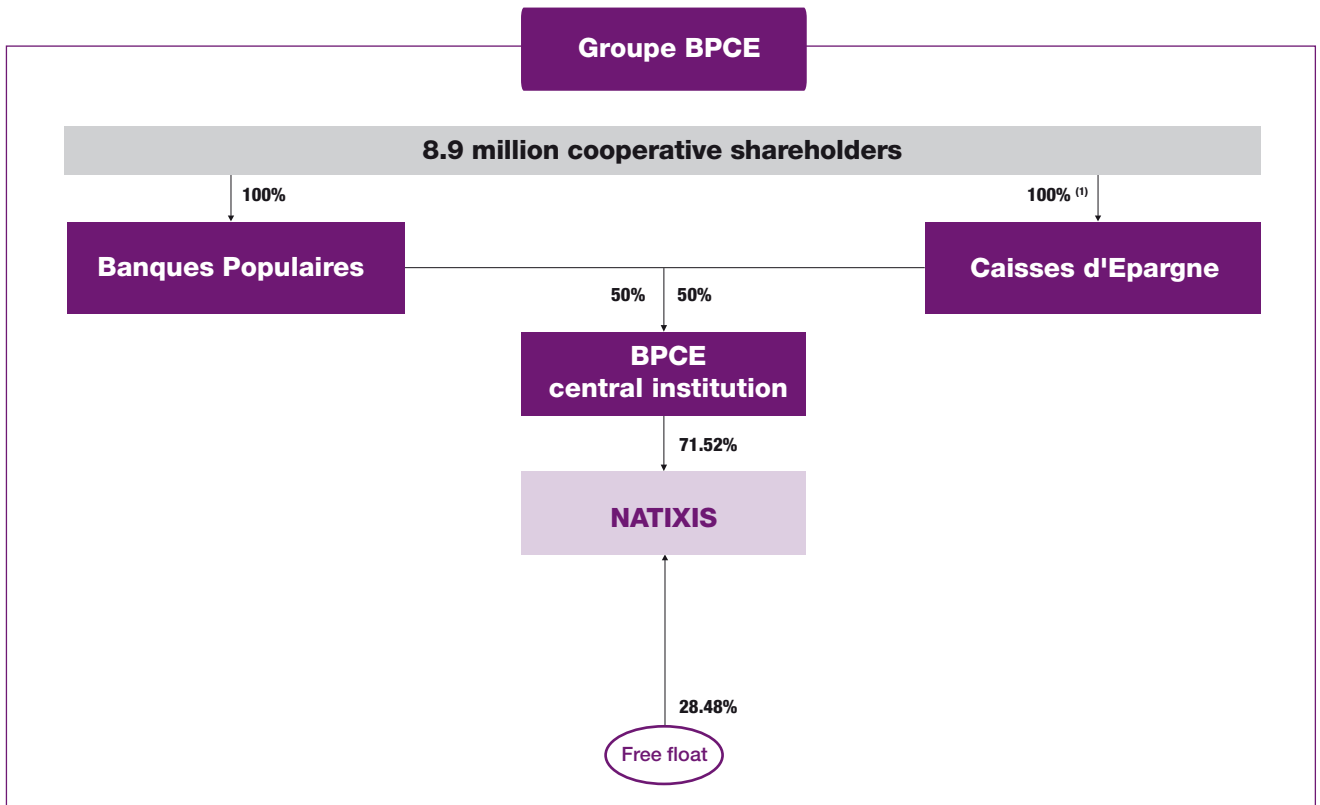 Groupe BPCE
8.9 million cooperative shareholders
100%
100% (1)
Banques Populaires
Caisses d'Epargne
50%
50%
BPCE
central institution
71.52%
NATIXIS
28.48%
Free float